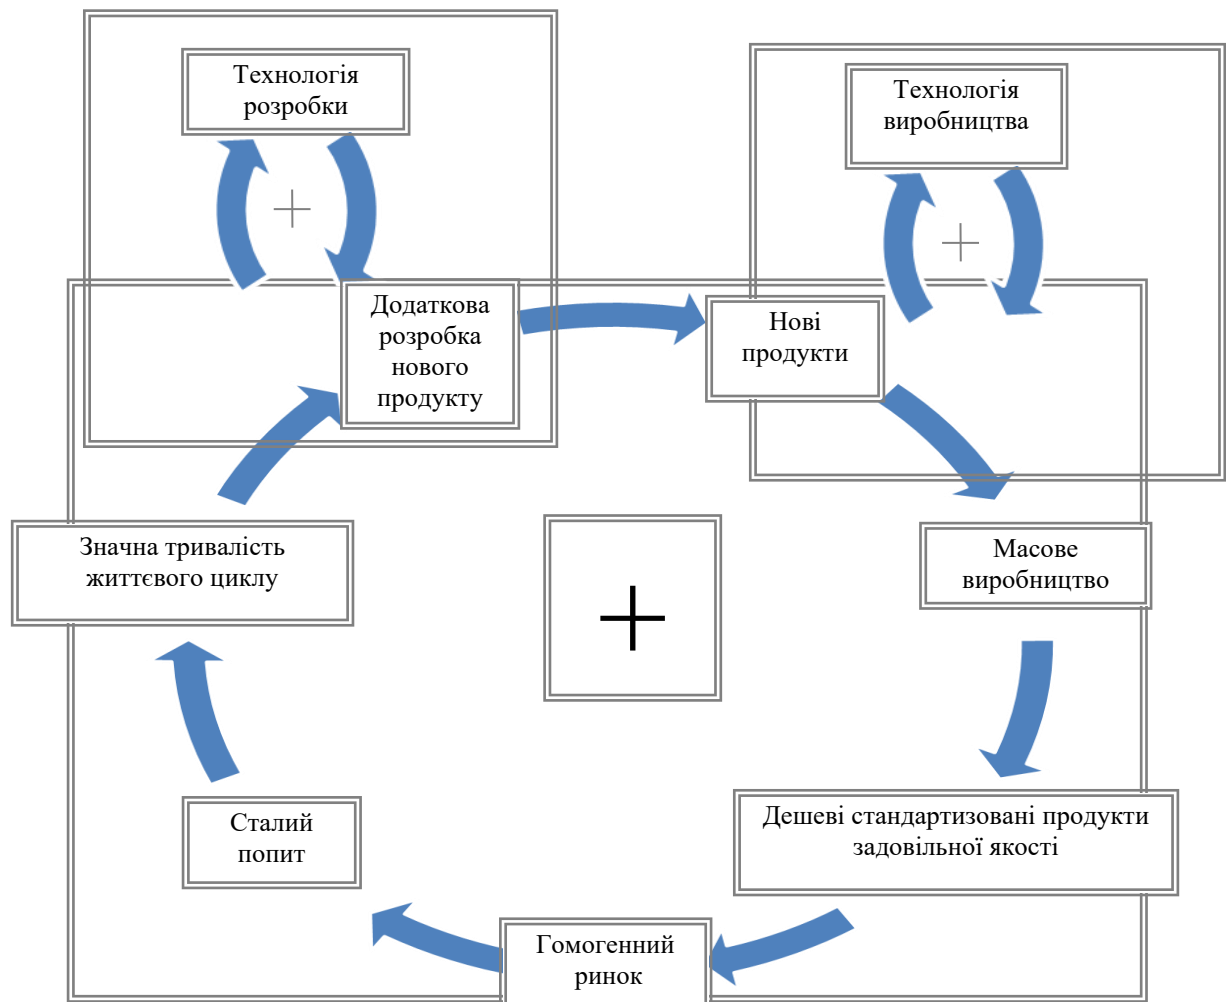 Технологія
розробки
Технологія
виробництва
Додаткова
розробка
нового
продукту
Нові
продукти
Значна тривалість
життєвого циклу
Масове
виробництво
Сталий
попит
Дешеві стандартизовані продукти
задовільної якості
Гомогенний
ринок